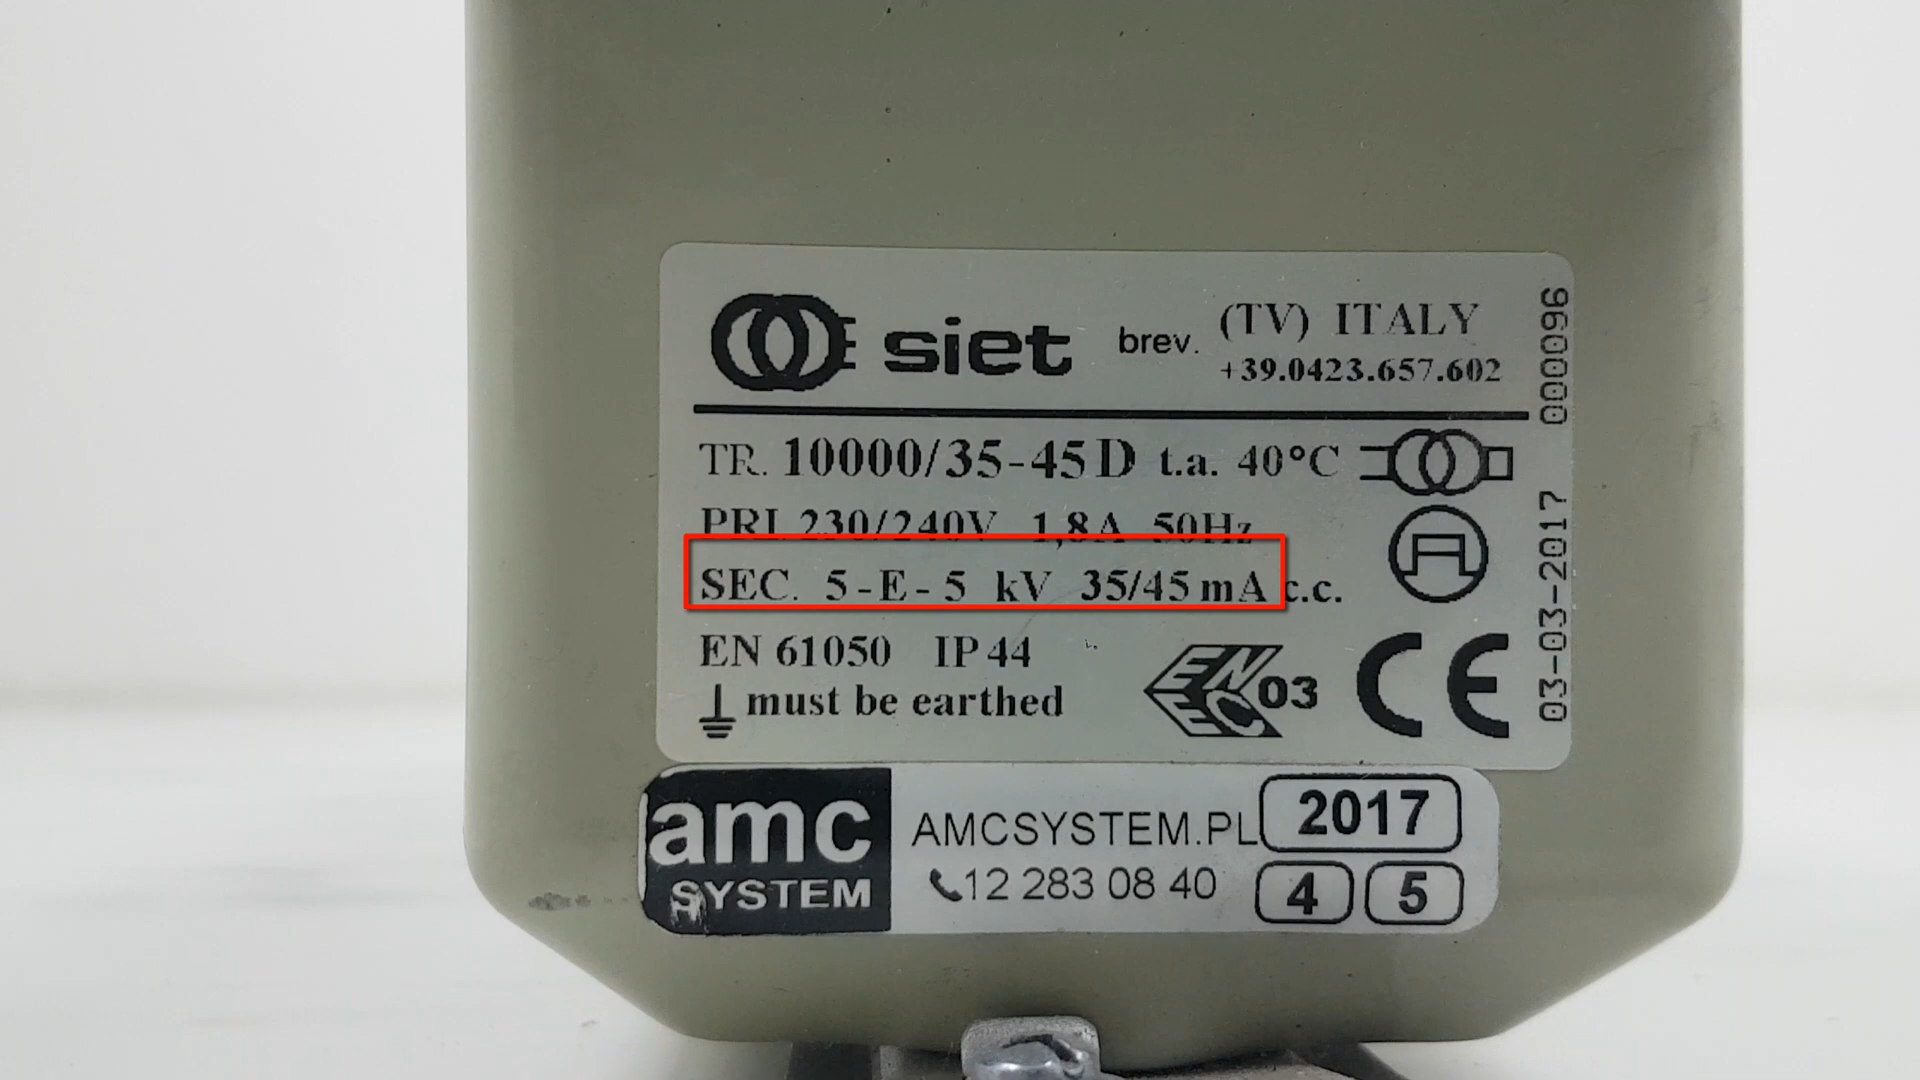 siet brev. (TV) ITALY
+39.0423.657.602
TR. 10000/35-45 D t.a. 40°C
PRI. 230/240V 1,8A 50Hz
SEC. 5-E-5 kV 35/45 mA c.c.
EN 61050 IP 44
must be earthed
EN EC 03 CE
03-03-2017 000096
amc SYSTEM
AMCSYSTEM.PL
12 283 08 40
2017
4 5